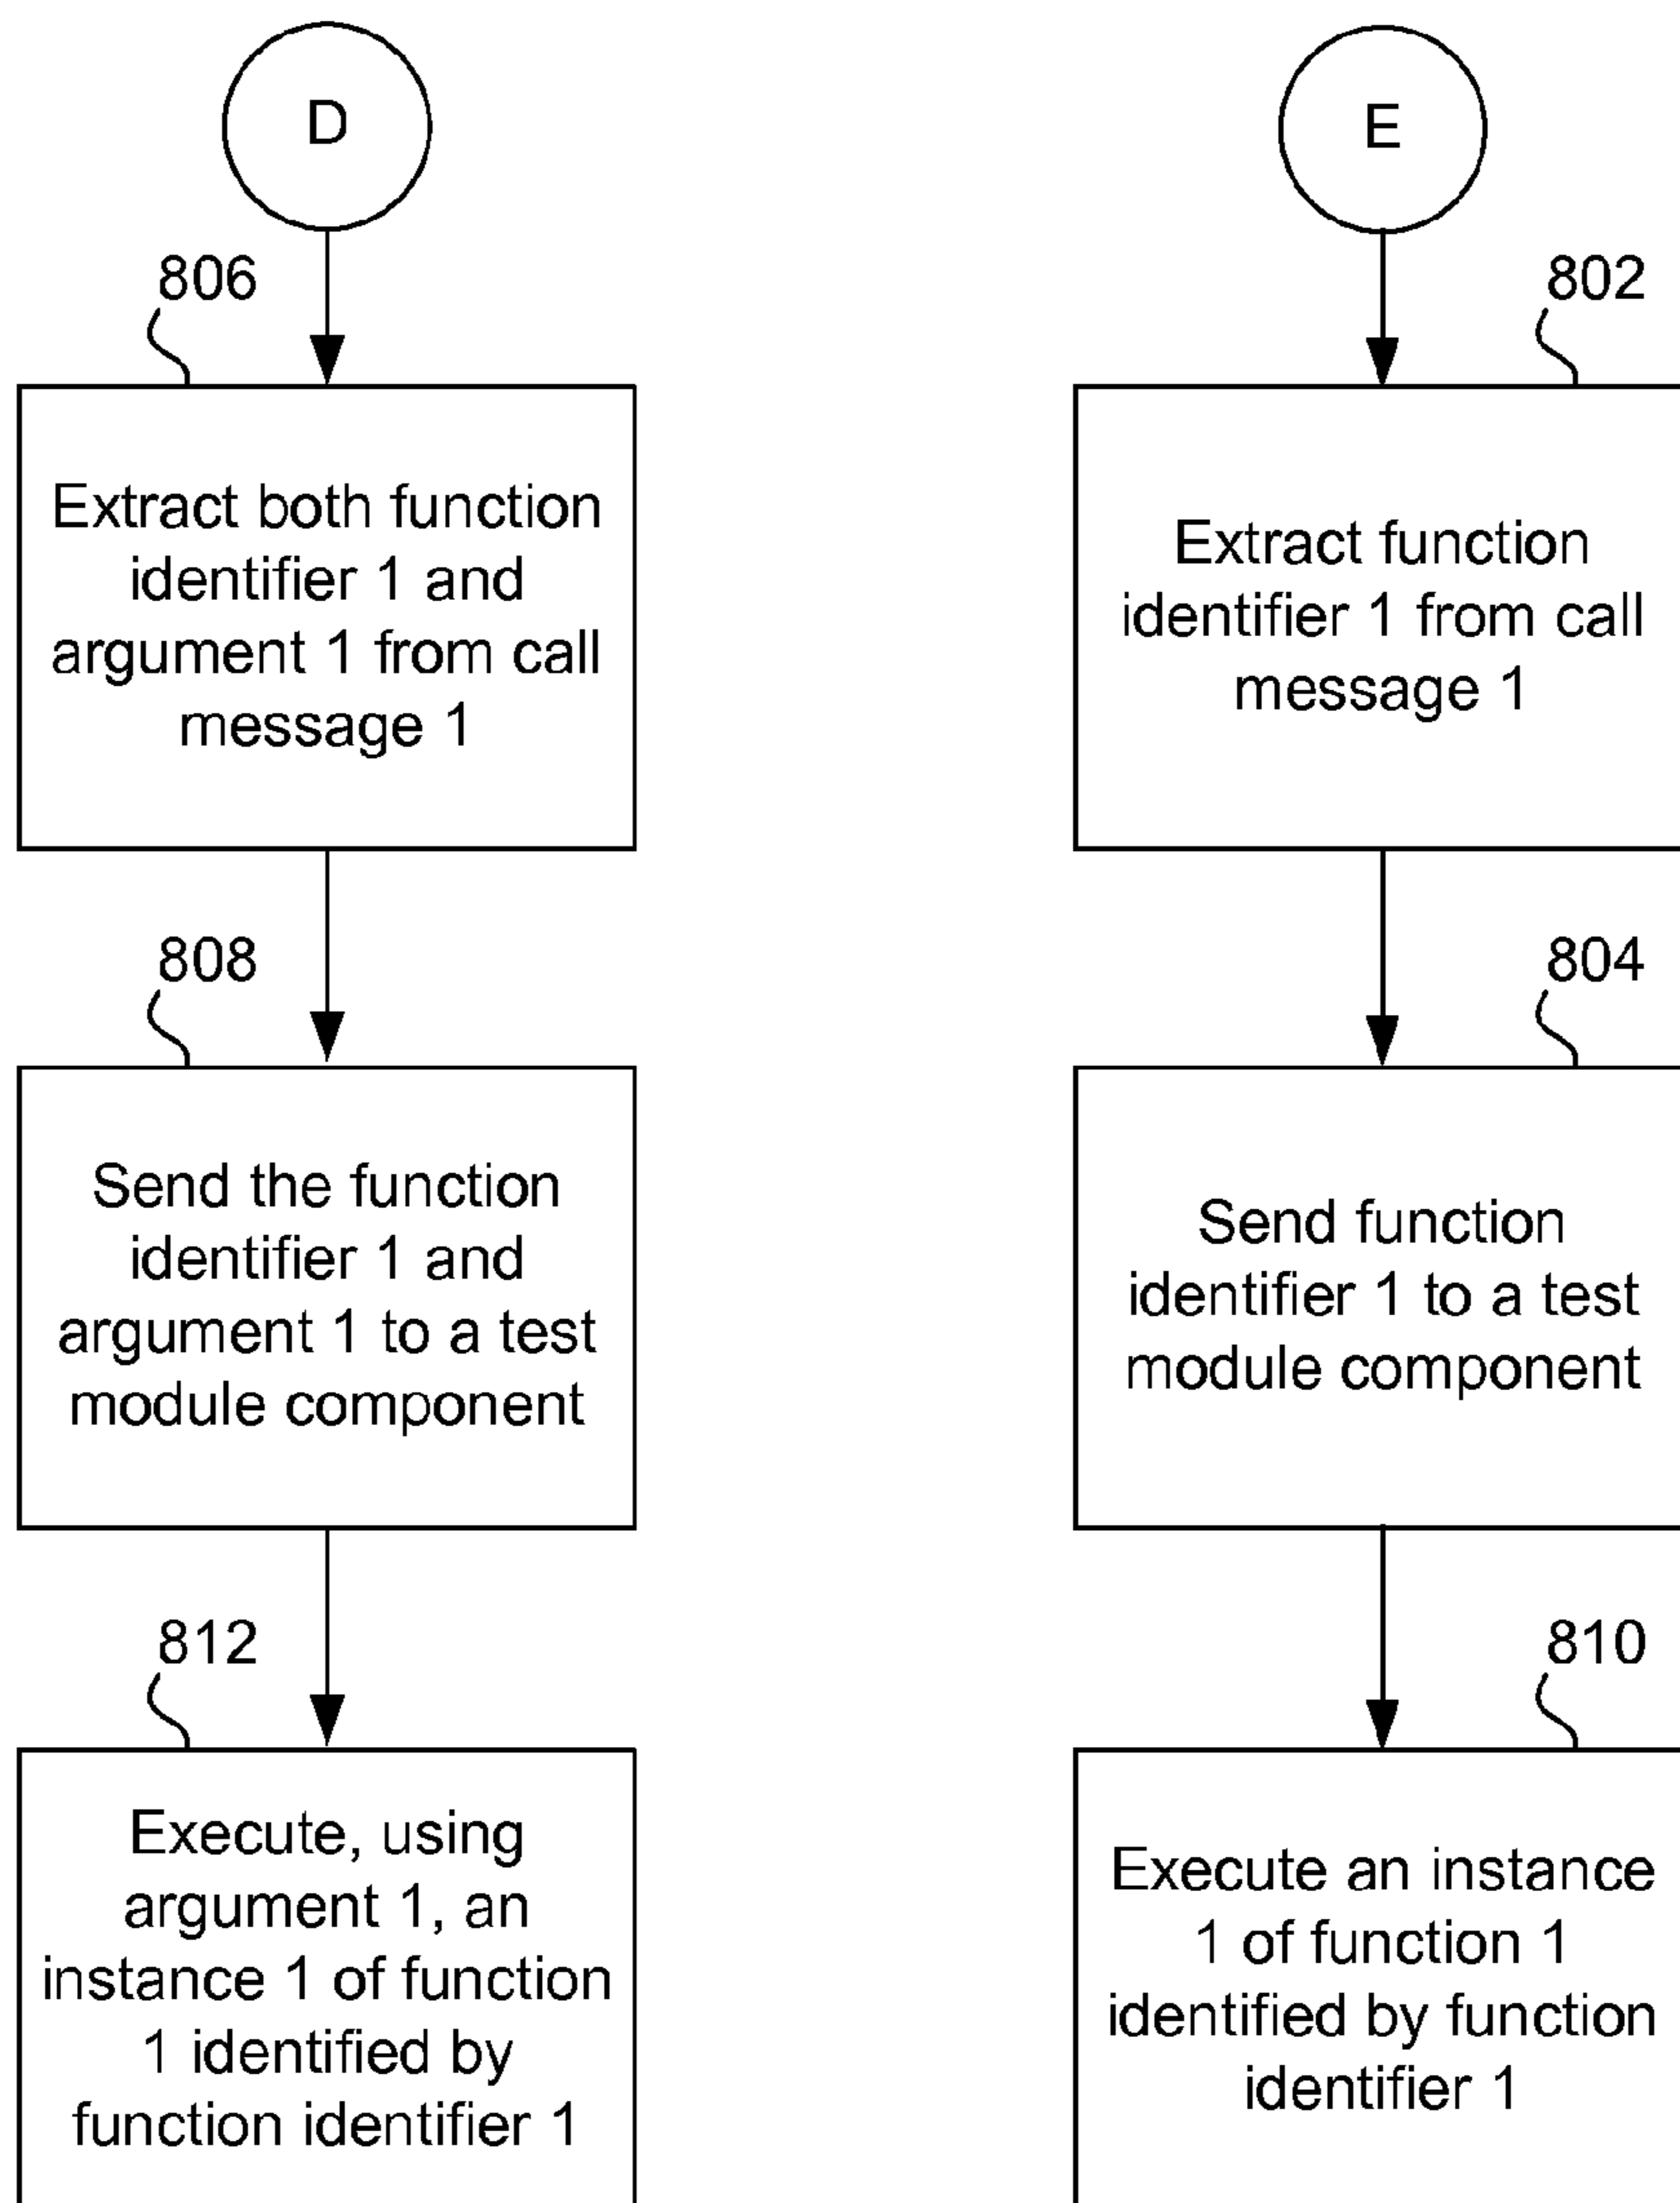 D
806
Extract both function
identifier 1 and
argument 1 from call
message 1
808
Send the function
identifier 1 and
argument 1 to a test
module component
812
Execute, using
argument 1, an
instance 1 of function
1 identified by
function identifier 1
E
802
Extract function
identifier 1 from call
message 1
804
Send function
identifier 1 to a test
module component
810
Execute an instance
1 of function 1
identified by function
identifier 1